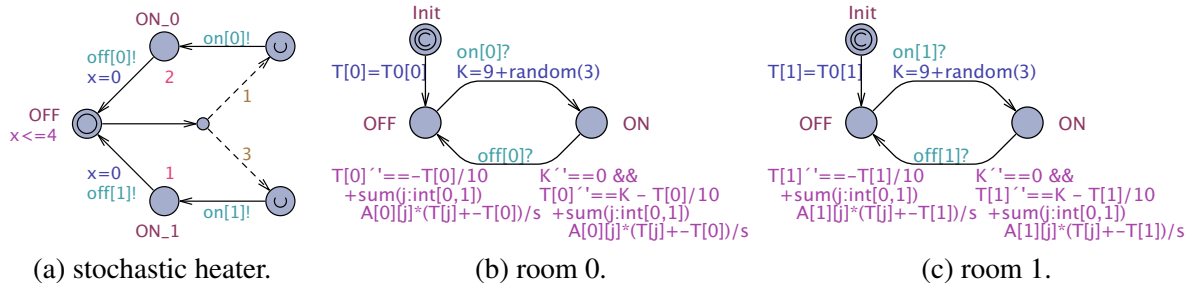 ON_0
on[0]!
off[0]!
x=0
2
1
OFF
x<=4
3
x=0
1
off[1]!
on[1]!
ON_1
(a) stochastic heater.
Init
on[0]?
T[0]=T0[0]
K=9+random(3)
OFF
ON
off[0]?
T[0]´'==-T[0]/10
+sum(j:int[0,1])
A[0][j]*(T[j]+-T[0])/s
K´'==0 &&
T[0]´'==K - T[0]/10
+sum(j:int[0,1])
A[0][j]*(T[j]+-T[0])/s
(b) room 0.
Init
on[1]?
T[1]=T0[1]
K=9+random(3)
OFF
ON
off[1]?
T[1]´'==-T[1]/10
+sum(j:int[0,1])
A[1][j]*(T[j]+-T[1])/s
K´'==0 &&
T[1]´'==K - T[1]/10
+sum(j:int[0,1])
A[1][j]*(T[j]+-T[1])/s
(c) room 1.